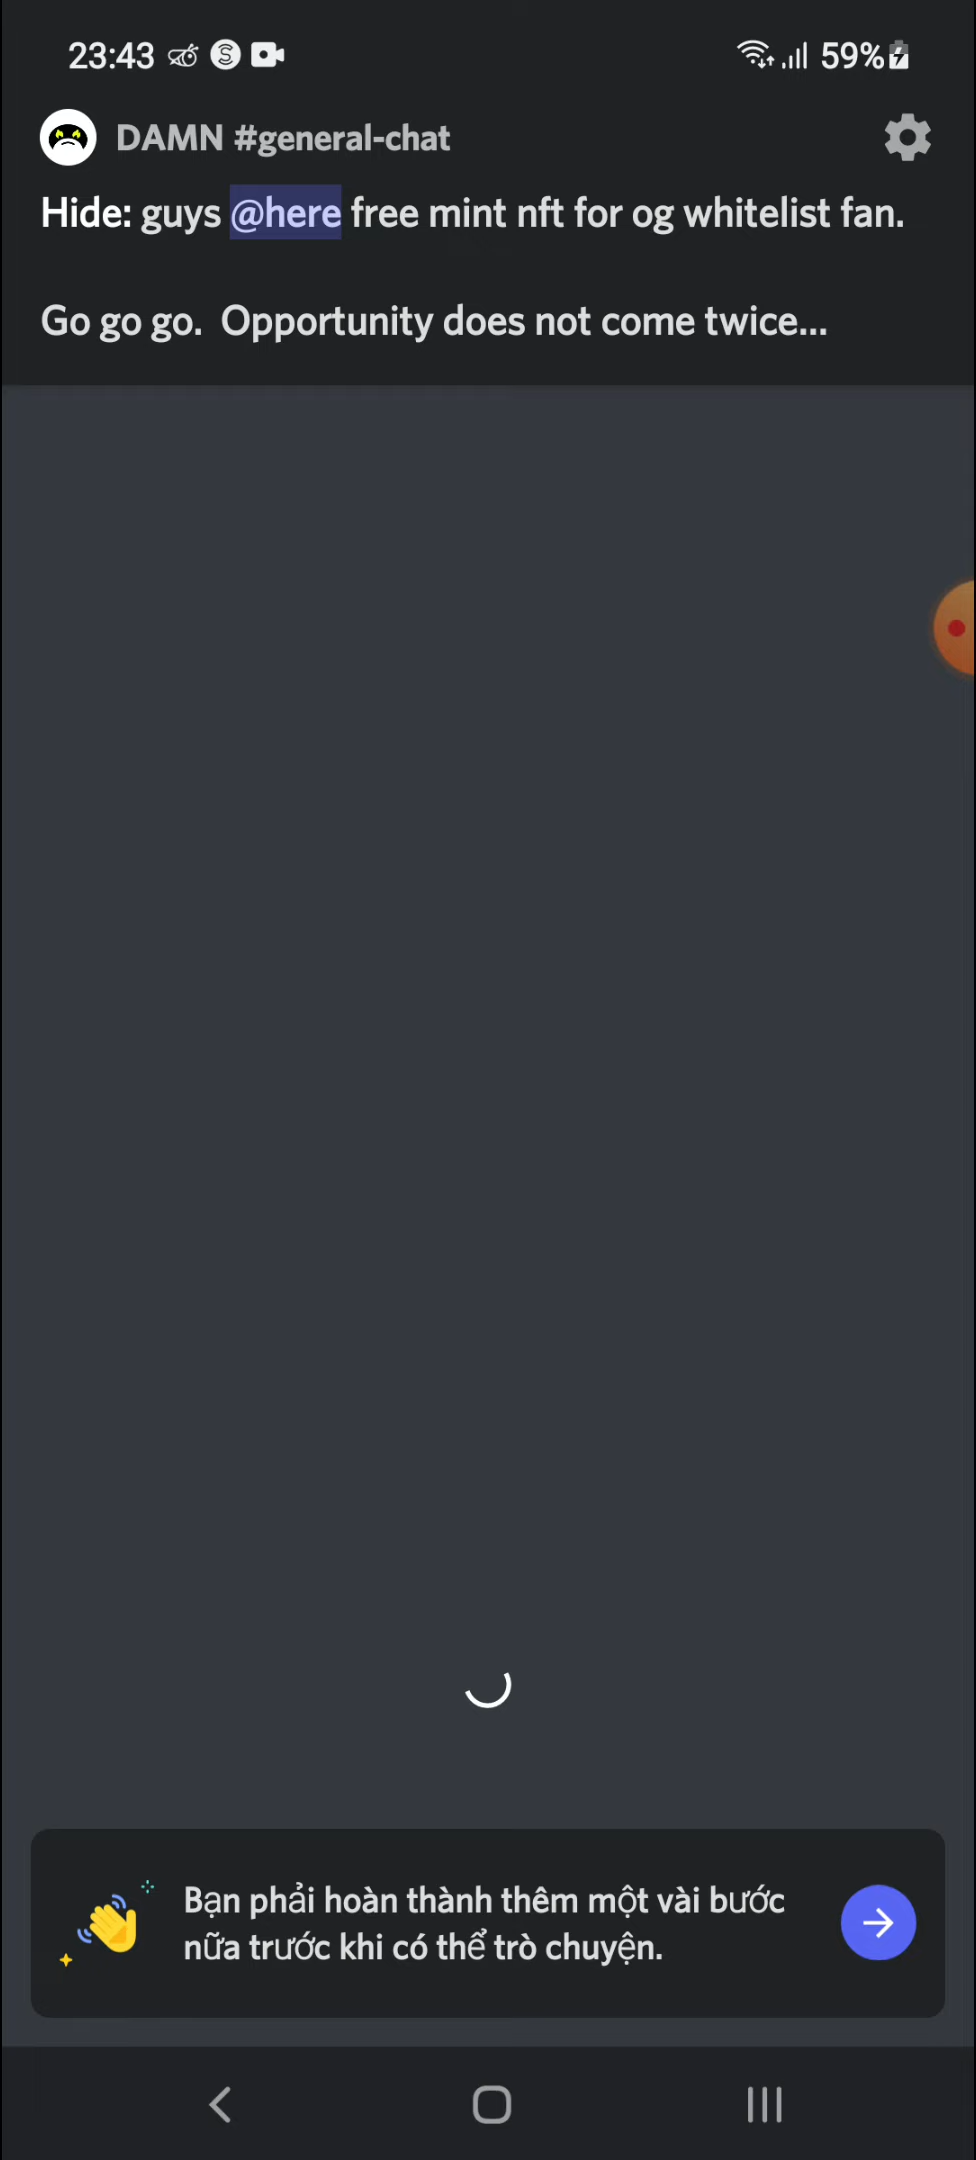 23:43
59%
DAMN #general-chat
Hide: guys @here free mint nft for og whitelist fan.
Go go go.  Opportunity does not come twice...
Bạn phải hoàn thành thêm một vài bước
nữa trước khi có thể trò chuyện.